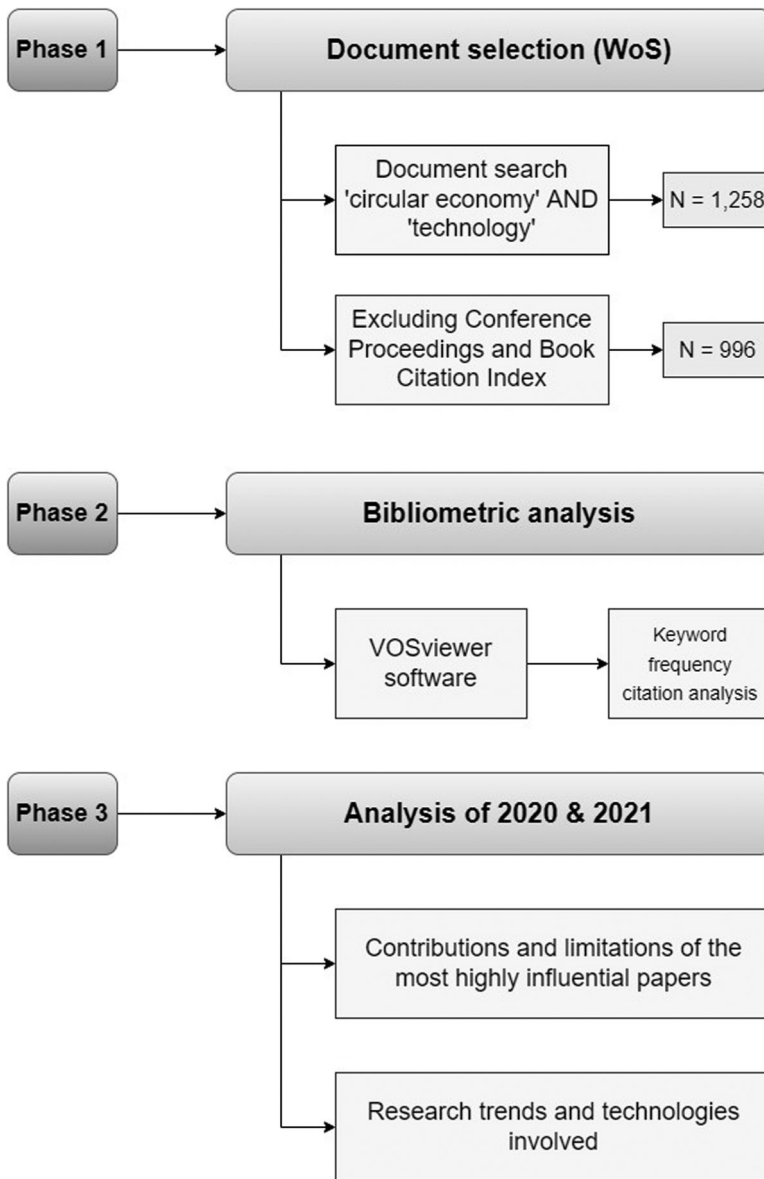 Phase 1
Document selection (WoS)
Document search
'circular economy' AND
'technology'
N = 1,258
Excluding Conference
Proceedings and Book
Citation Index
N = 996
Phase 2
Bibliometric analysis
VOSviewer
software
Keyword
frequency
citation analysis
Phase 3
Analysis of 2020 & 2021
Contributions and limitations of the
most highly influential papers
Research trends and technologies
involved